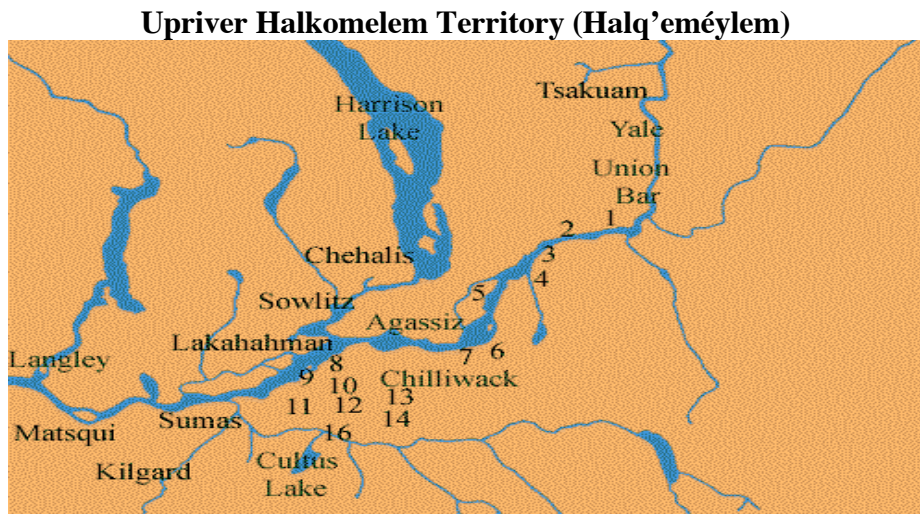 Upriver Halkomelem Territory (Halq’eméylem)
Tsakuam
Harrison
Lake
Yale
Union
Bar
1
2
3
4
Chehalis
5
Sowlitz
Agassiz
Lakahahman
6
7
Langley
8
9
Chilliwack
10
13
11
12
14
Sumas
Matsqui
16
Kilgard
Cultus
Lake